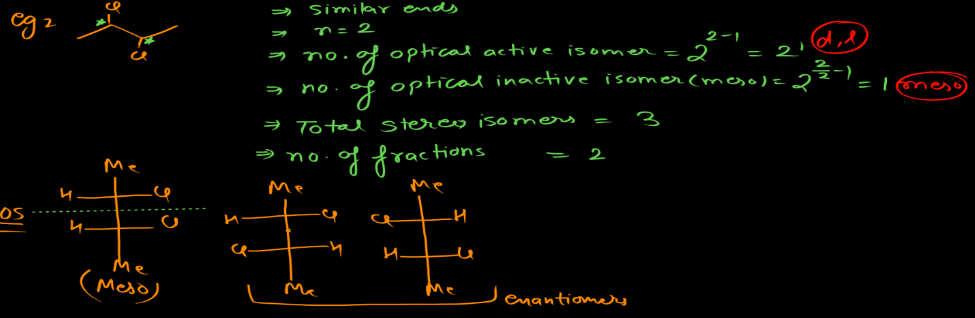 eg 2
Cl
Cl
⇒ Similar ends
⇒ n = 2
⇒ no. of optical active isomer = 2^{2-1} = 2^1 (d,l)
⇒ no. of optical inactive isomer (meso) = 2^{\frac{2}{2}-1} = 1 (meso)
⇒ Total stereo isomers = 3
⇒ no. of fractions = 2
Me Me Me
H Cl H Cl Cl H
OS
H Cl Cl H H Cl
Me Me Me
(Meso)
enantiomers